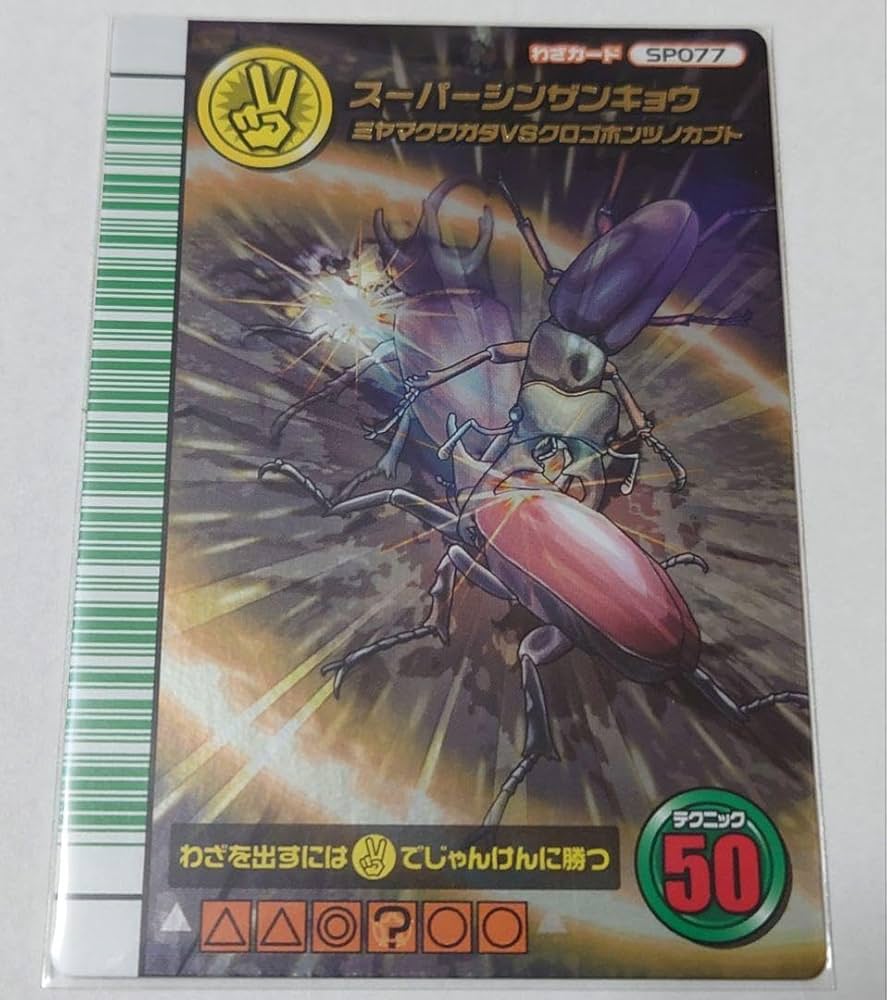 わざカード SP077
スーパーシンザンキョウ
ミヤマクワガタVSクロゴホンヅノカブト
テクニック
50
わざを出すには でじゃんけんに勝つ
?